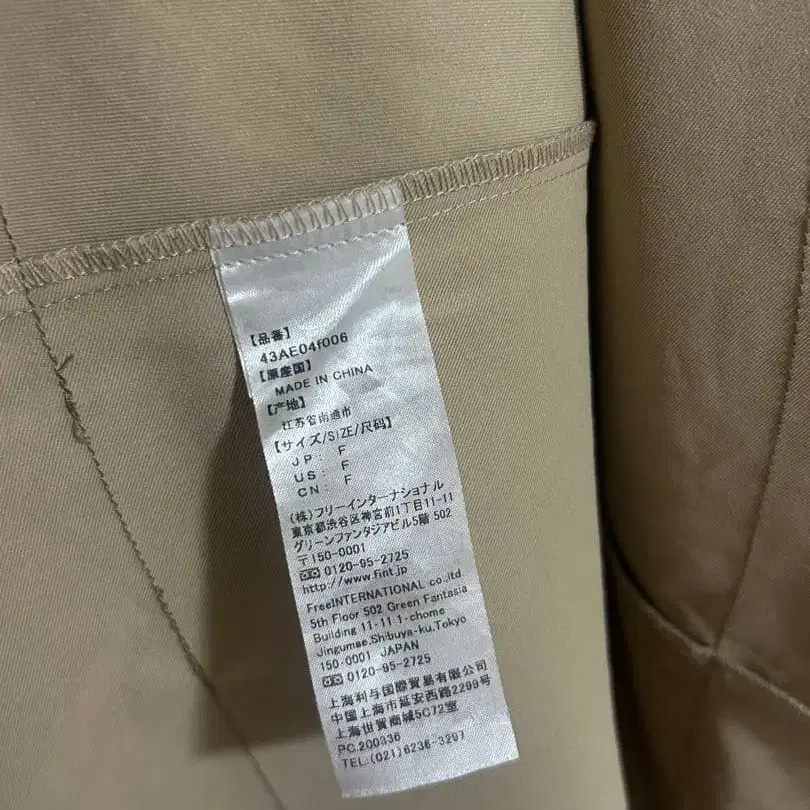 【品番】
43AE04f006
【原産国】
MADE IN CHINA
【产地】
江苏省南通市
【サイズ/SIZE/尺码】
JP: F
US: F
CN: F
(株)フリーインターナショナル
東京都渋谷区神宮前1丁目11-11
グリーンファンタジアビル5階 502
〒150-0001
0120-95-2725
http://www.fint.jp
FreeINTERNATIONAL co.,ltd
5th Floor 502 Green Fantasia
Building 11-11 1-chome
Jingumae,Shibuya-ku,Tokyo
150-0001 JAPAN
0120-95-2725
上海利与国際貿易有限公司
中国上海市延安西路2299号
上海世貿商城5C72室
PC.200336
TEL:(021)6236-3297